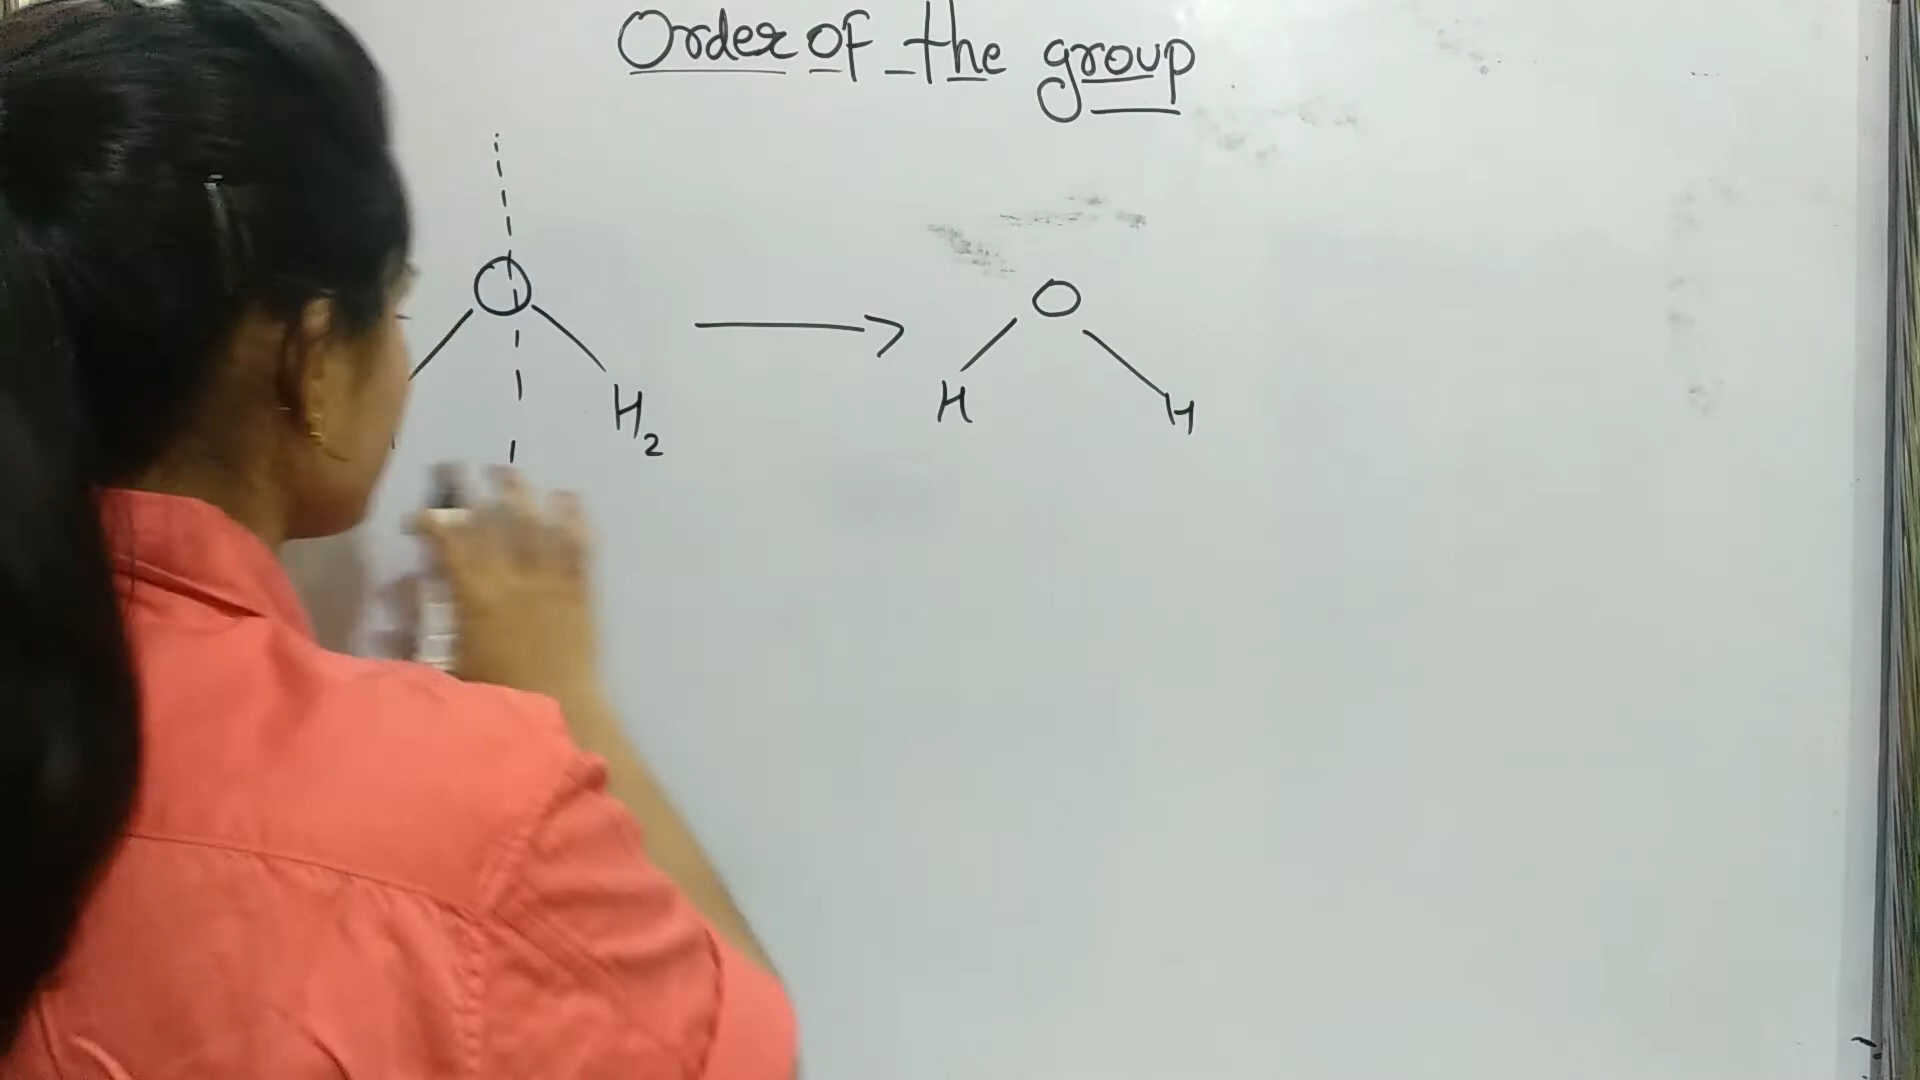 Order of the group
O O
H2 H H